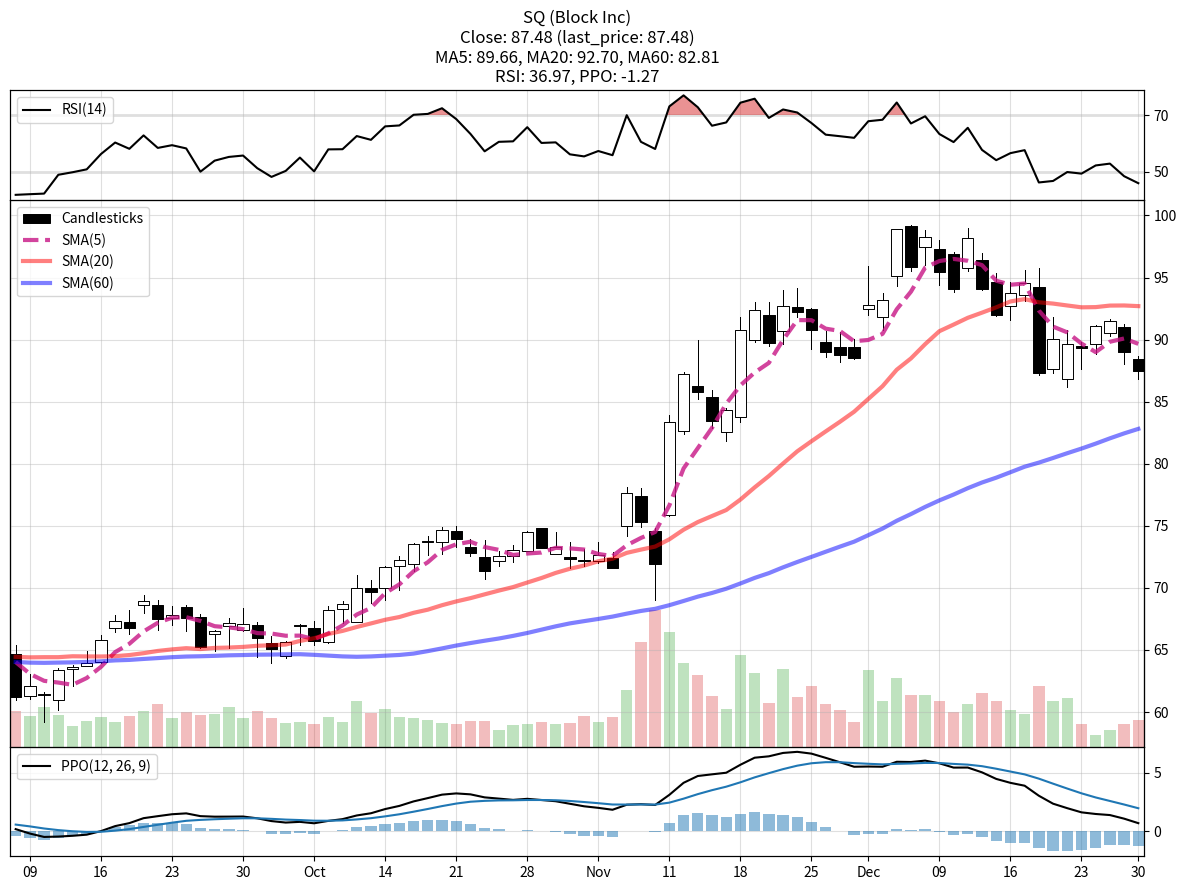 SQ (Block Inc)
Close: 87.48 (last_price: 87.48)
MA5: 89.66, MA20: 92.70, MA60: 82.81
RSI: 36.97, PPO: -1.27
RSI(14)
70
50
Candlesticks
SMA(5)
SMA(20)
SMA(60)
100
95
90
85
80
75
70
65
60
PPO(12, 26, 9)
5
0
09 16 23 30 Oct 14 21 28 Nov 11 18 25 Dec 09 16 23 30